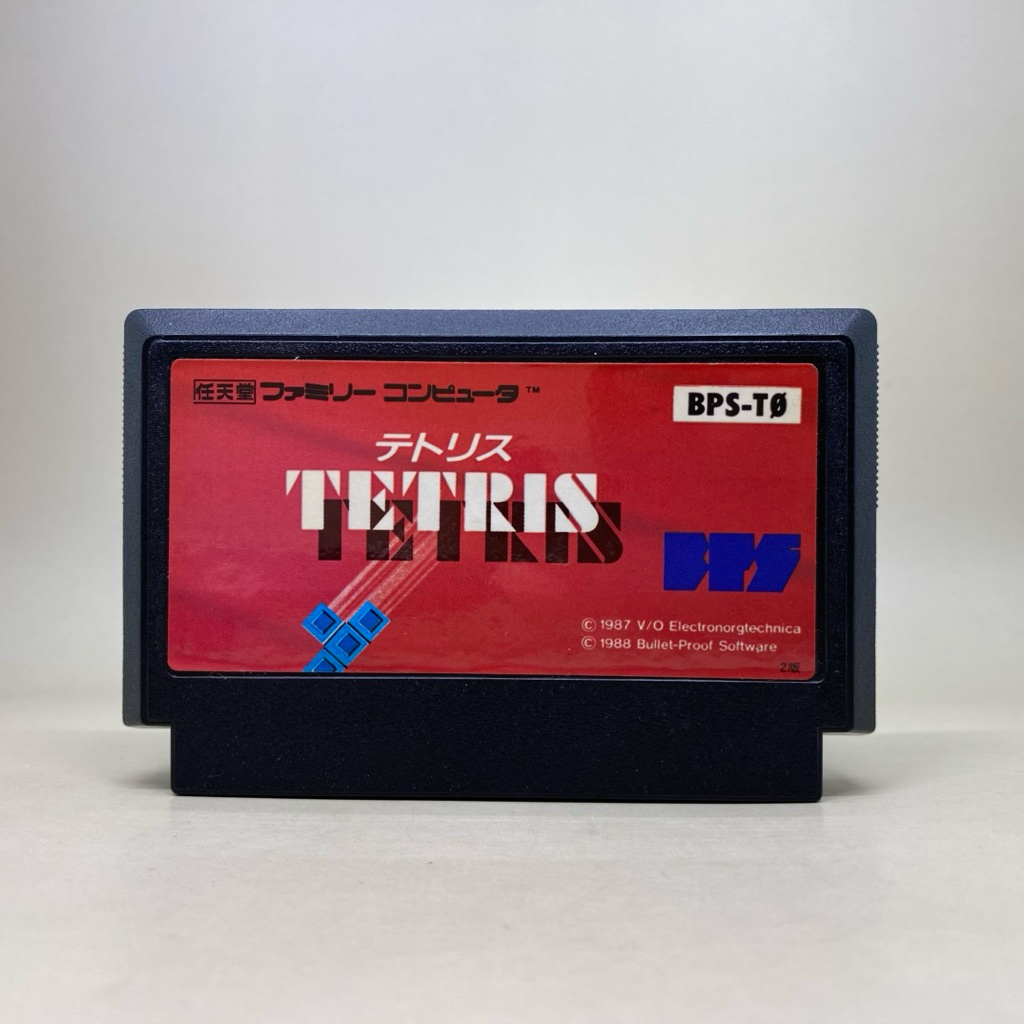 任天堂 ファミリー コンピュータ™
BPS-TØ
テトリス
TETRIS
TETRIS
BPS
© 1987 V/O Electronorgtechnica
© 1988 Bullet-Proof Software
2版